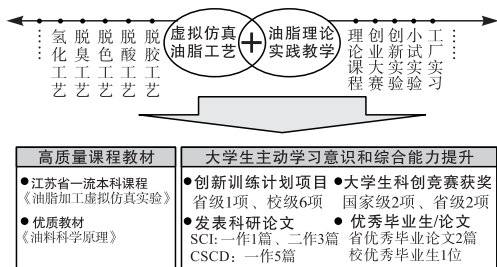 虚拟仿真
油脂工艺
+
油脂理论
实践教学
……
氢化工艺
脱臭工艺
脱色工艺
脱酸工艺
脱胶工艺
理论课程
创业大赛
创新实验
小试实验
工厂实习
……
高质量课程教材
●江苏省一流本科课程
《油脂加工虚拟仿真实验》
●优质教材
《油料科学原理》
大学生主动学习意识和综合能力提升
●创新训练计划项目
省级1项、校级6项
●发表科研论文
SCI:一作1篇、二作3篇
CSCD：一作5篇
●大学生科创竞赛获奖
国家级2项、省级2项
●优秀毕业生/论文
省优秀毕业论文2篇
校优秀毕业生1位